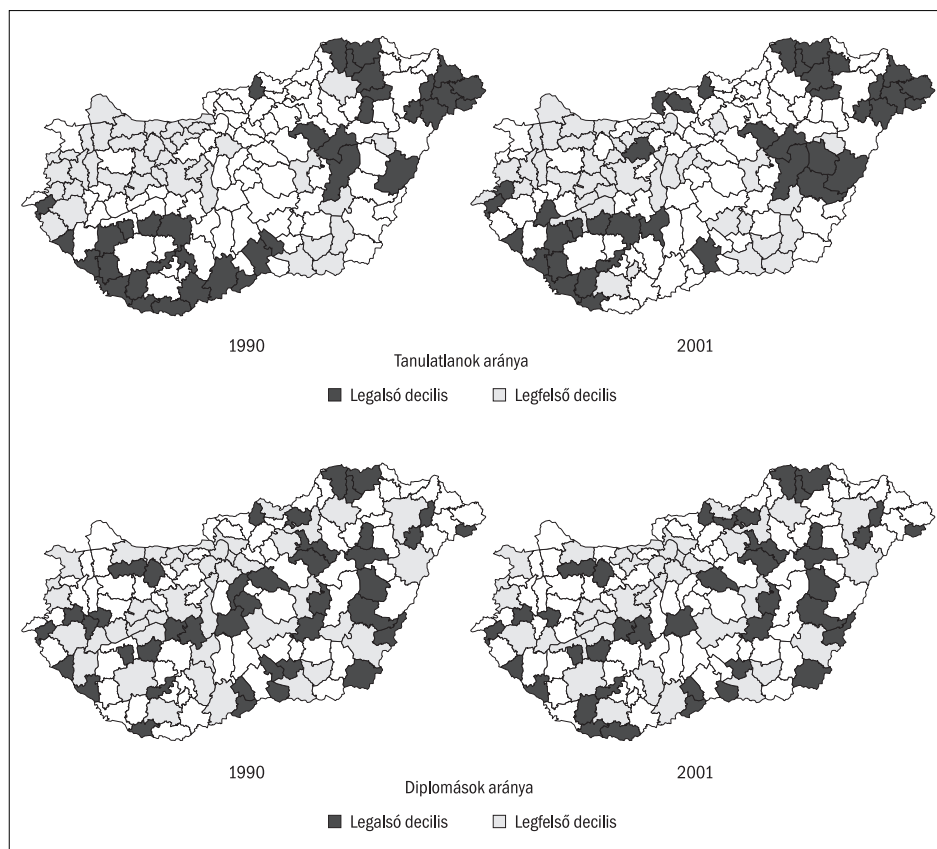 1990 2001
Tanulatlanok aránya
Legalsó decilis Legfelső decilis
1990 2001
Diplomások aránya
Legalsó decilis Legfelső decilis